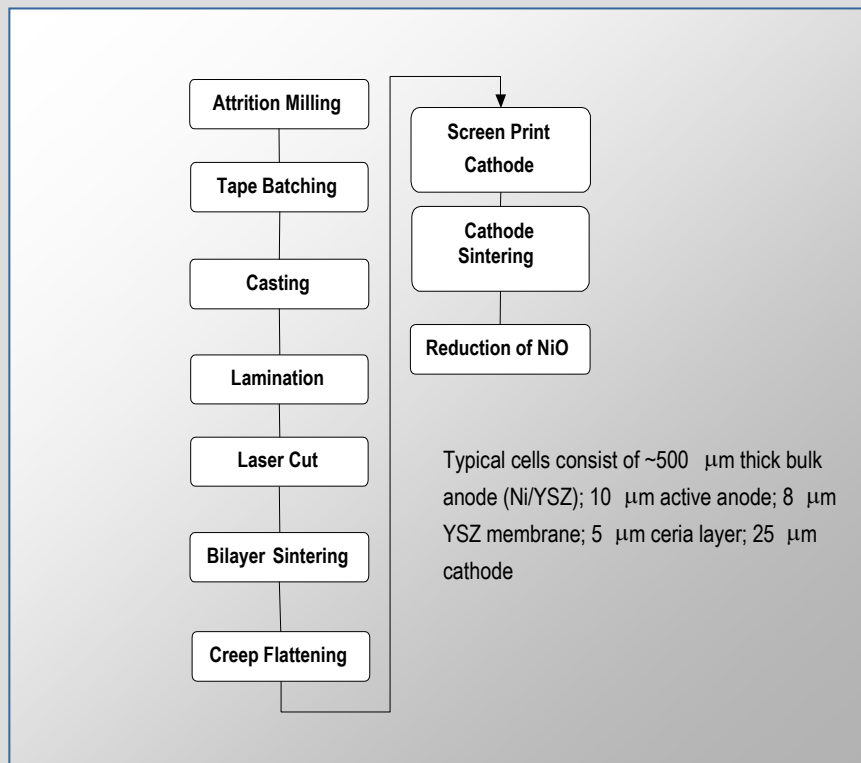 Attrition Milling
Tape Batching
Casting
Lamination
Laser Cut
Bilayer Sintering
Creep Flattening
Screen Print
Cathode
Cathode
Sintering
Reduction of NiO
Typical cells consist of ~500 μm thick bulk
anode (Ni/YSZ); 10 μm active anode; 8 μm
YSZ membrane; 5 μm ceria layer; 25 μm
cathode